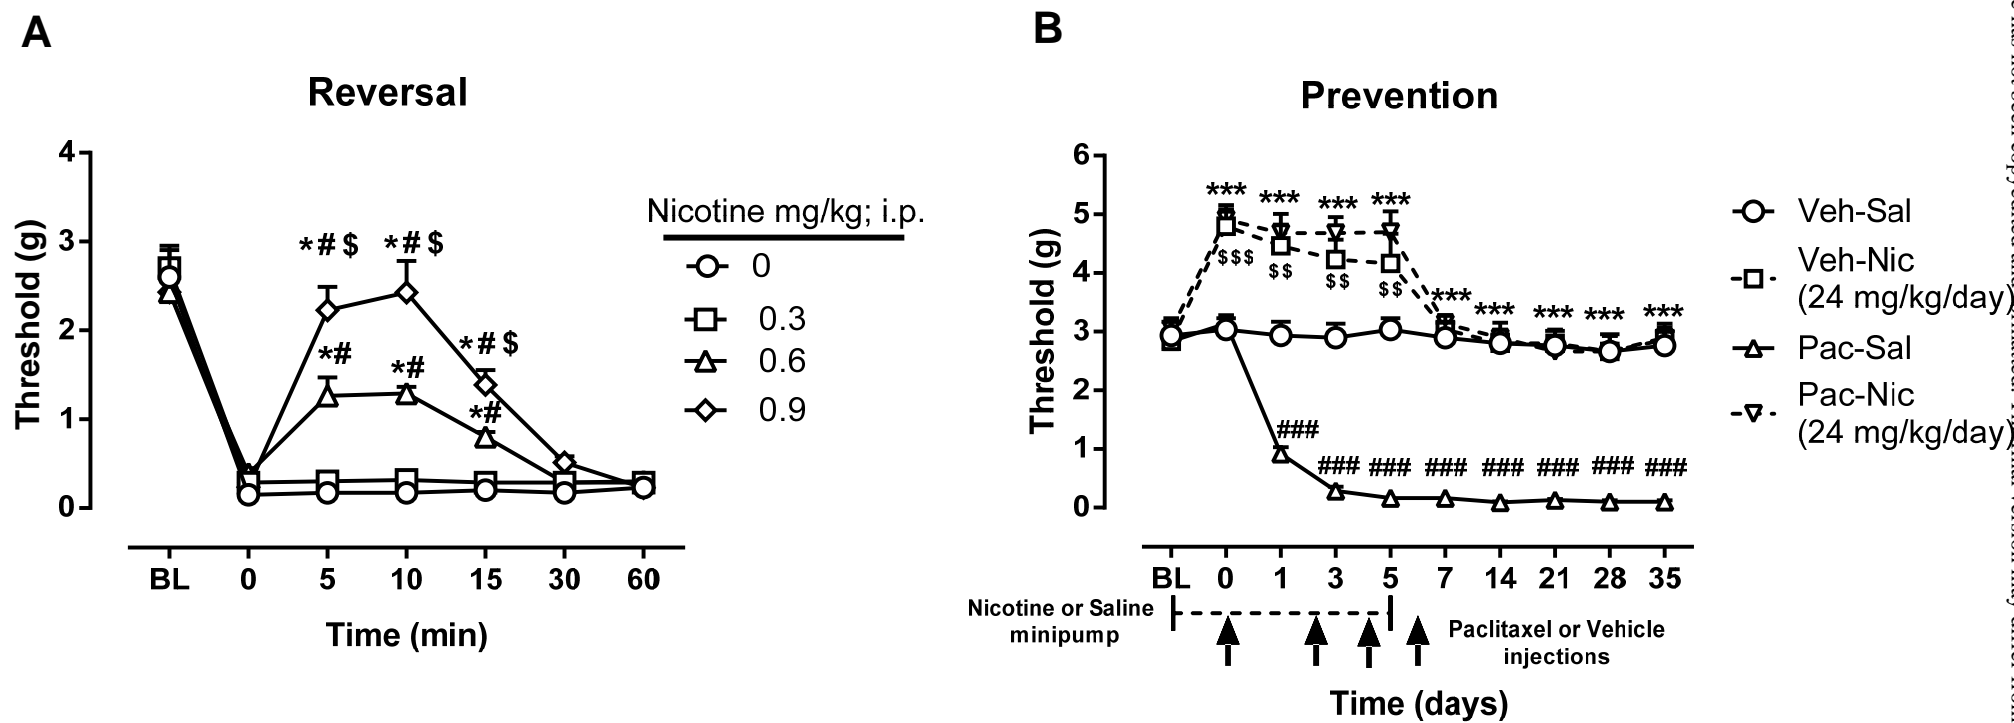 A
Reversal
4
3
2
1
0
Threshold (g)
*#$
*#$
*#$
*#
*#
*#
BL 0 5 10 15 30 60
Time (min)
Nicotine mg/kg; i.p.
0
0.3
0.6
0.9
B
Prevention
6
5
4
3
2
1
0
Threshold (g)
*** *** *** *** *** *** *** *** ***
$$$ $$ $$ $$
### ### ### ### ### ### ### ###
BL 0 1 3 5 7 14 21 28 35
Nicotine or Saline
minipump
Paclitaxel or Vehicle
injections
Time (days)
Veh-Sal
Veh-Nic
(24 mg/kg/day)
Pac-Sal
Pac-Nic
(24 mg/kg/day)